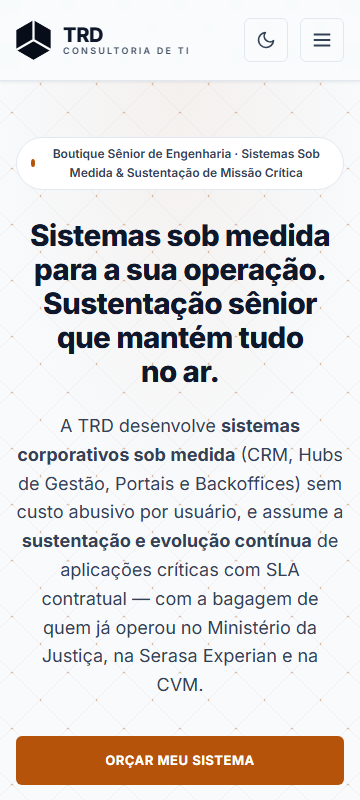 TRD
CONSULTORIA DE TI
Boutique Sênior de Engenharia · Sistemas Sob
Medida & Sustentação de Missão Crítica
Sistemas sob medida
para a sua operação.
Sustentação sênior
que mantém tudo
no ar.
A TRD desenvolve sistemas
corporativos sob medida (CRM, Hubs
de Gestão, Portais e Backoffices) sem
custo abusivo por usuário, e assume a
sustentação e evolução contínua de
aplicações críticas com SLA
contratual — com a bagagem de
quem já operou no Ministério da
Justiça, na Serasa Experian e na
CVM.
ORÇAR MEU SISTEMA